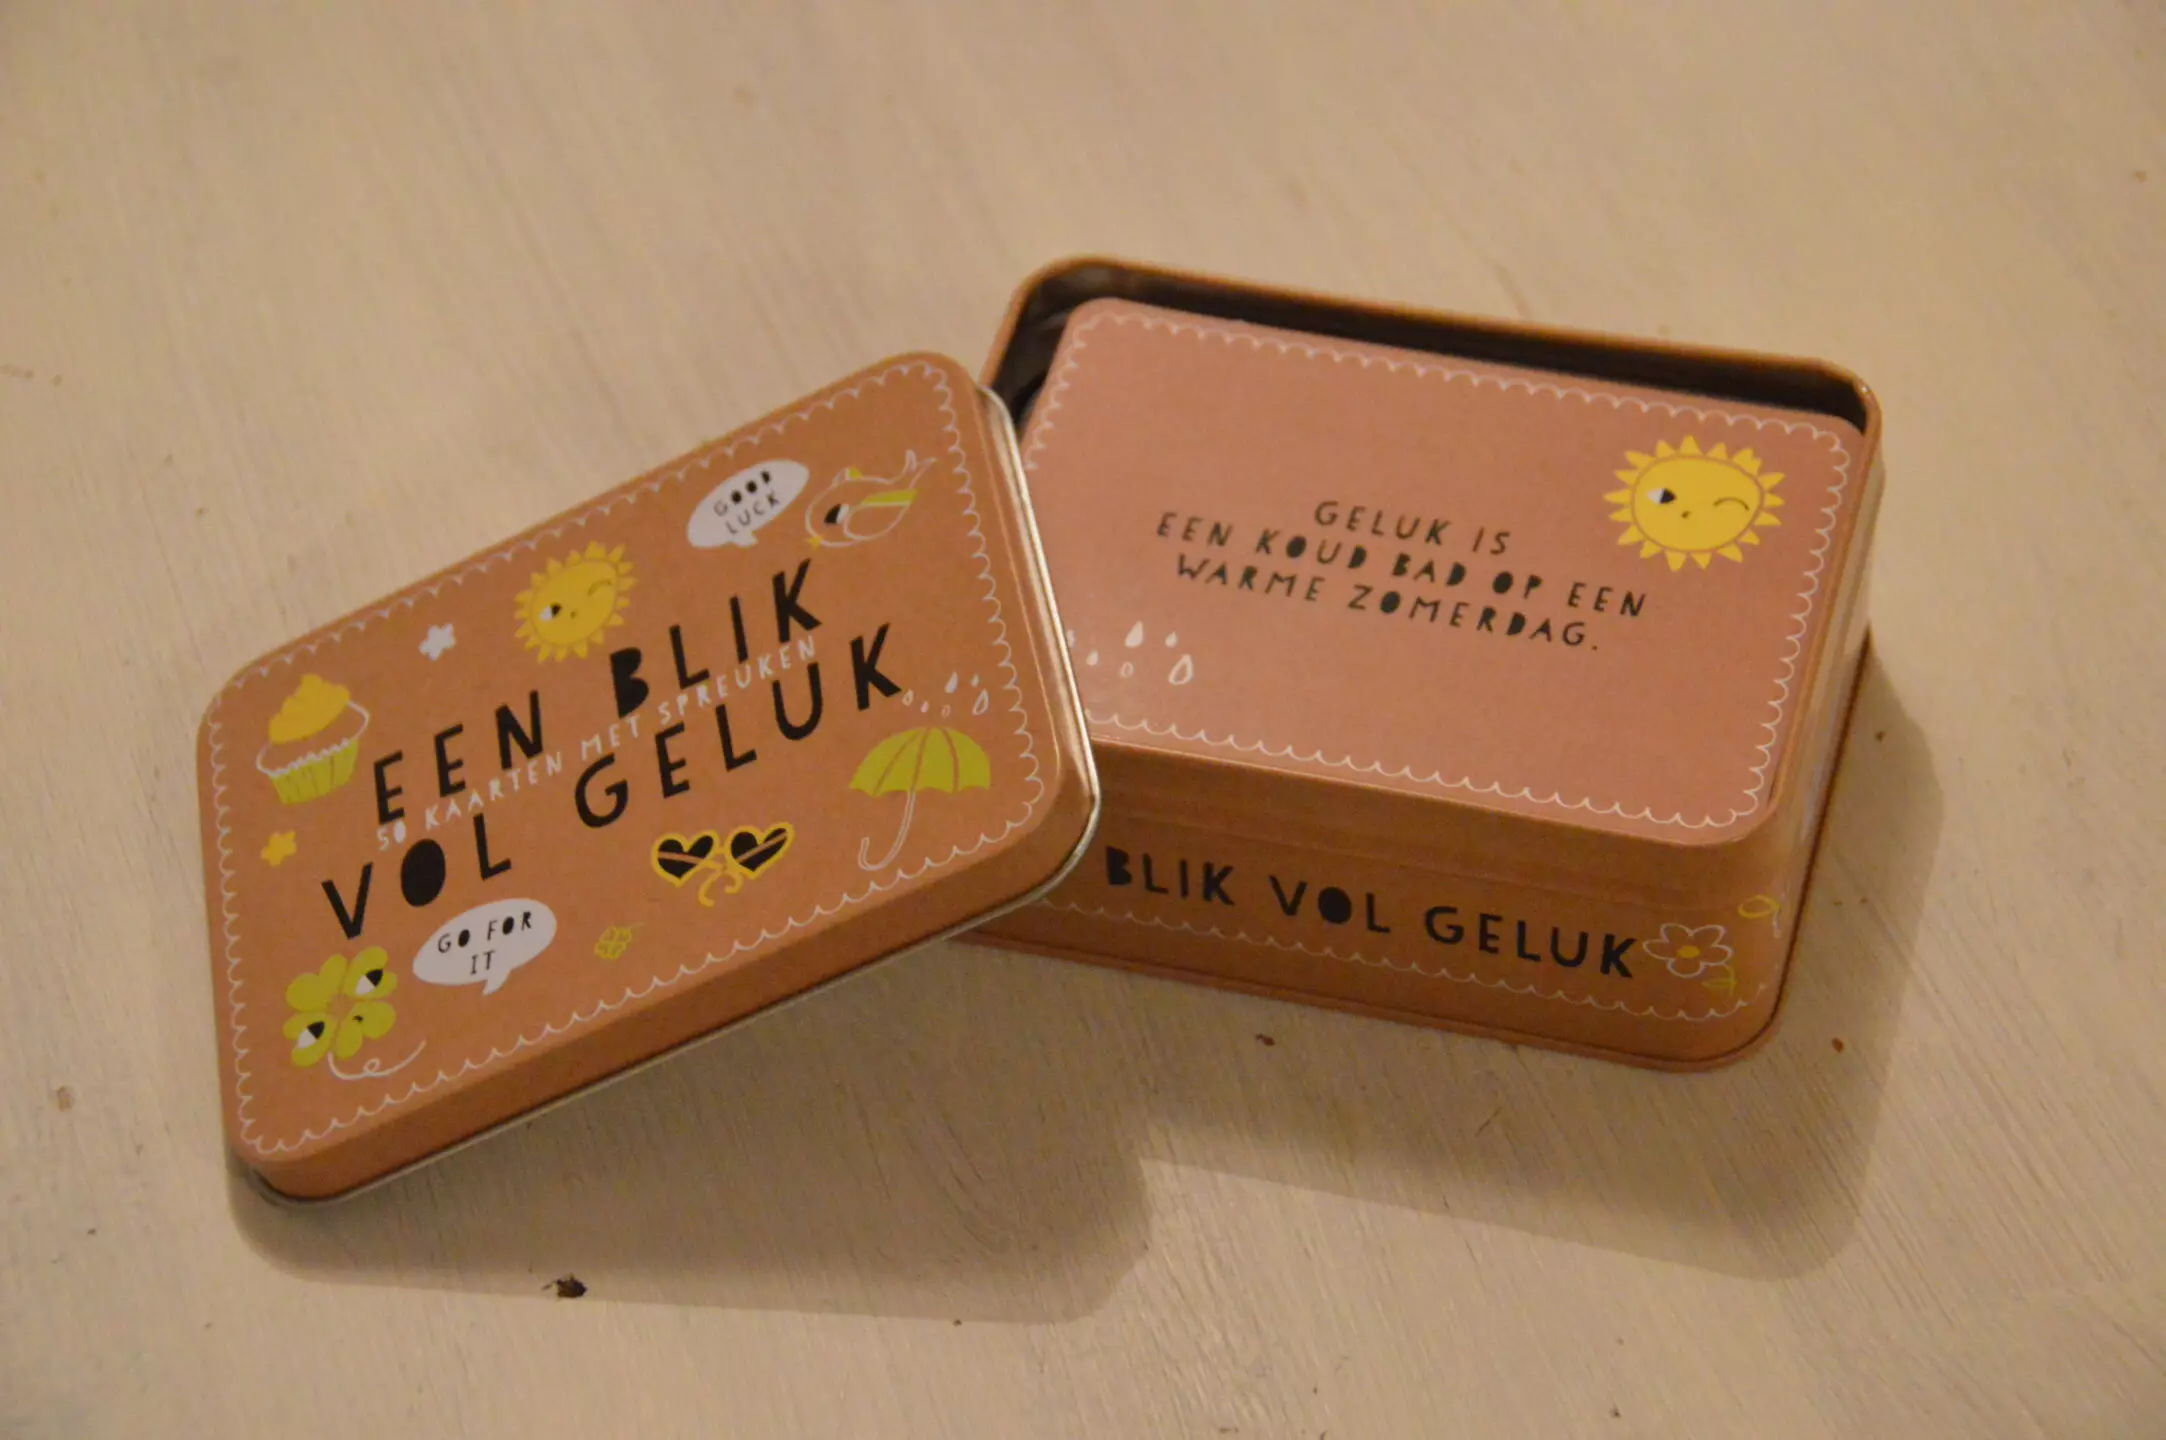 GOOD
LUCK
EEN BLIK
50 KAARTEN MET SPREUKEN
VOL GELUK
GO FOR
IT
GELUK IS
EEN KOUD BAD OP EEN
WARME ZOMERDAG.
BLIK VOL GELUK